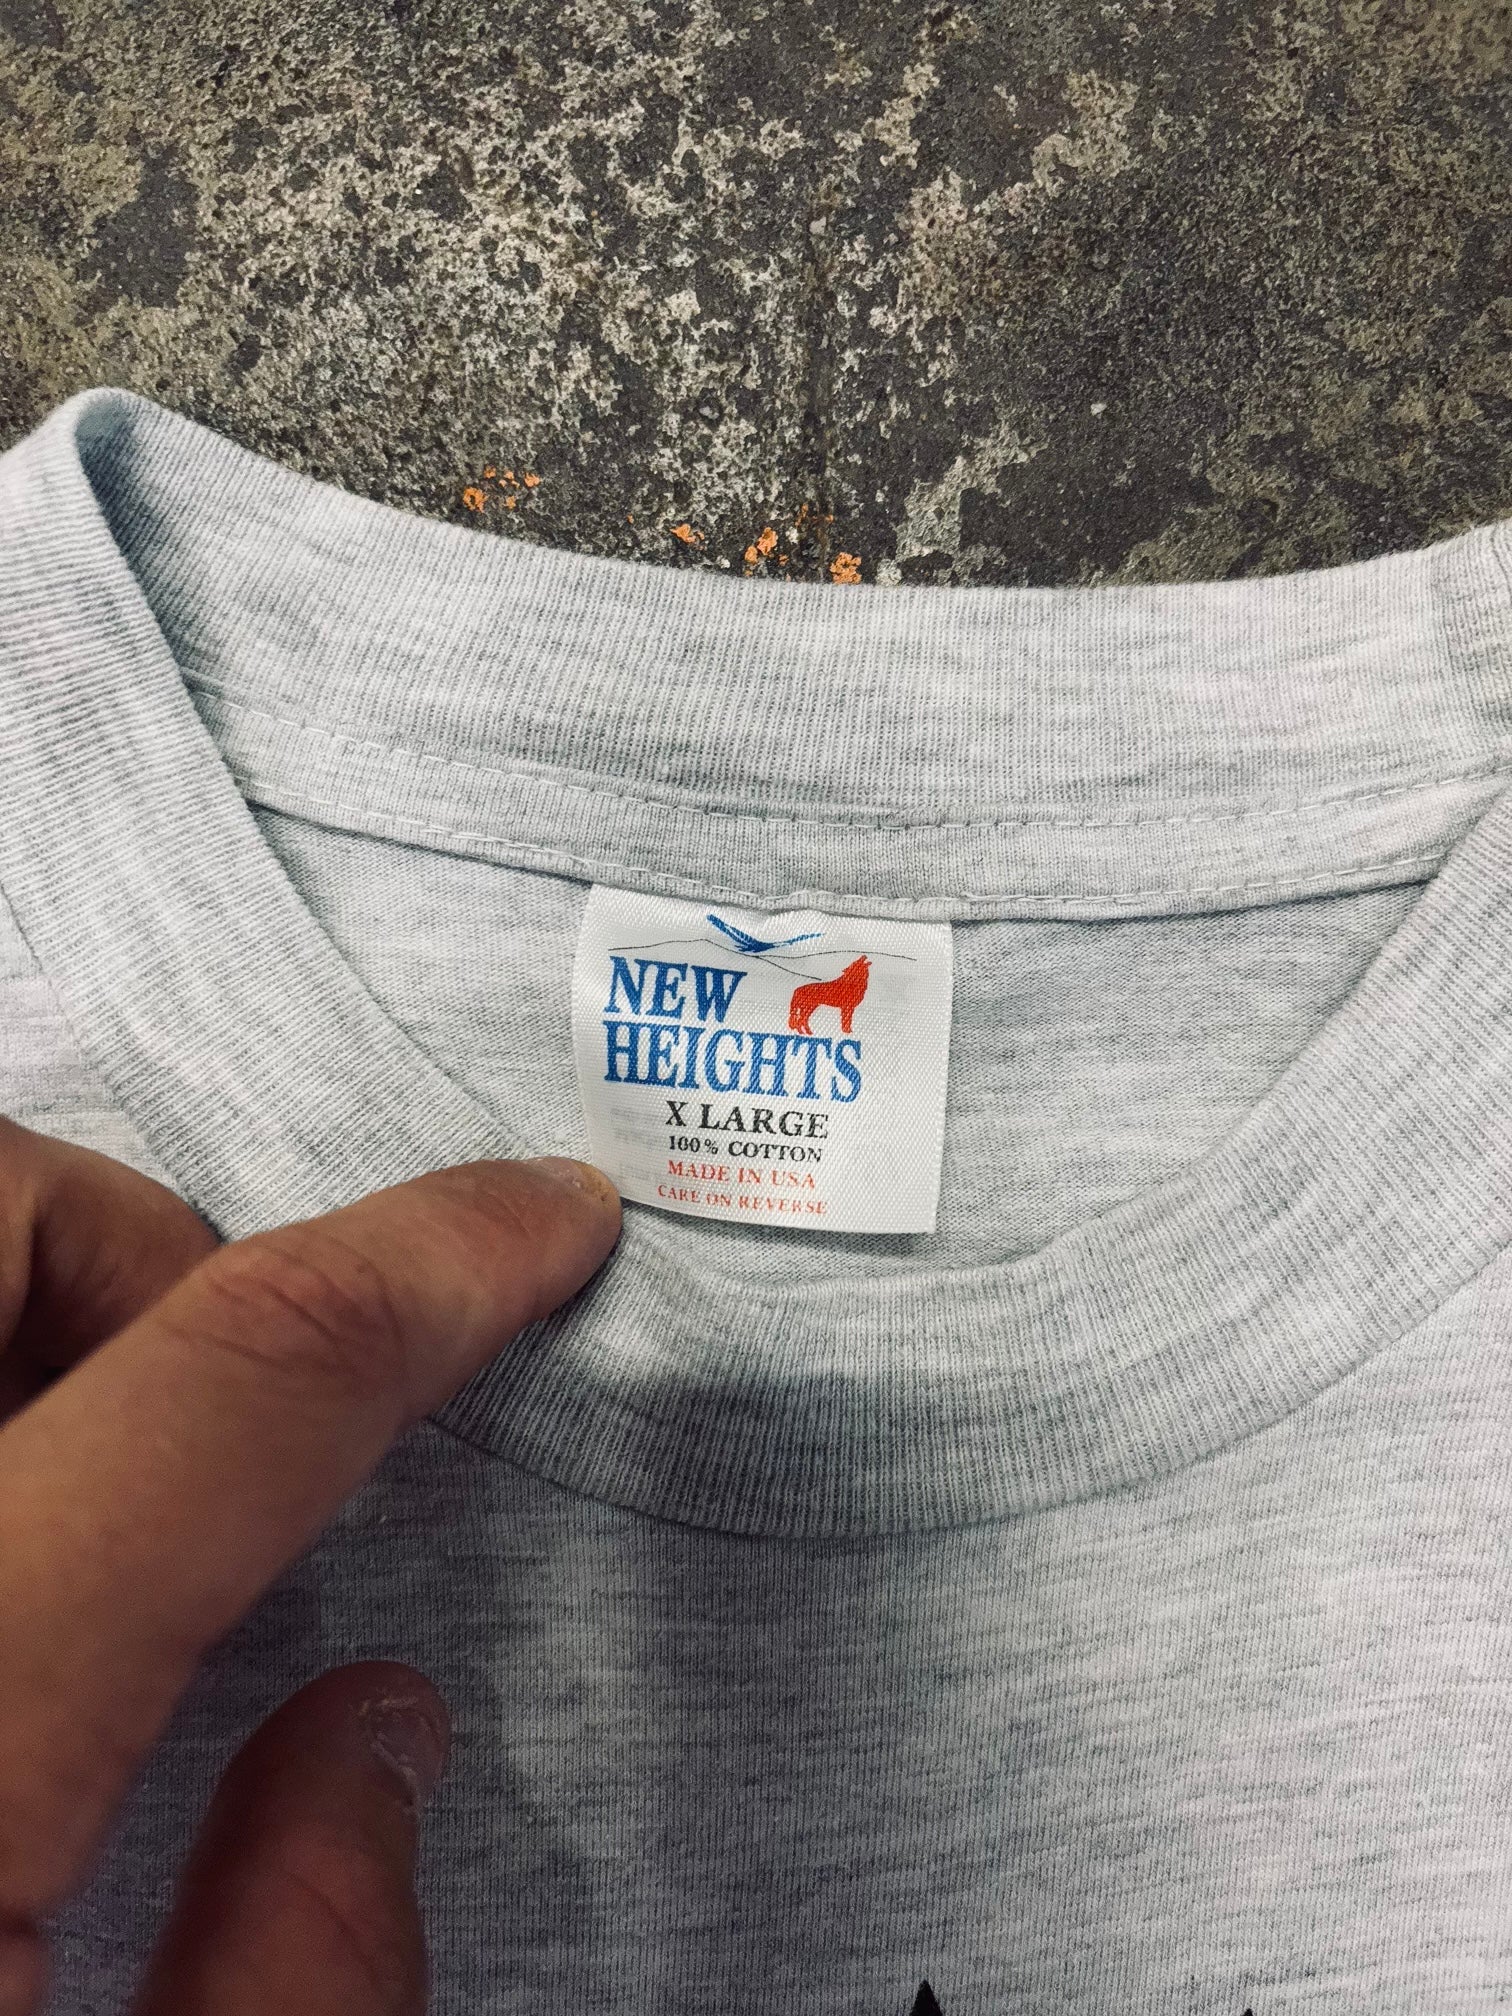 NEW
HEIGHTS
X LARGE
100% COTTON
MADE IN USA
CARE ON REVERSE